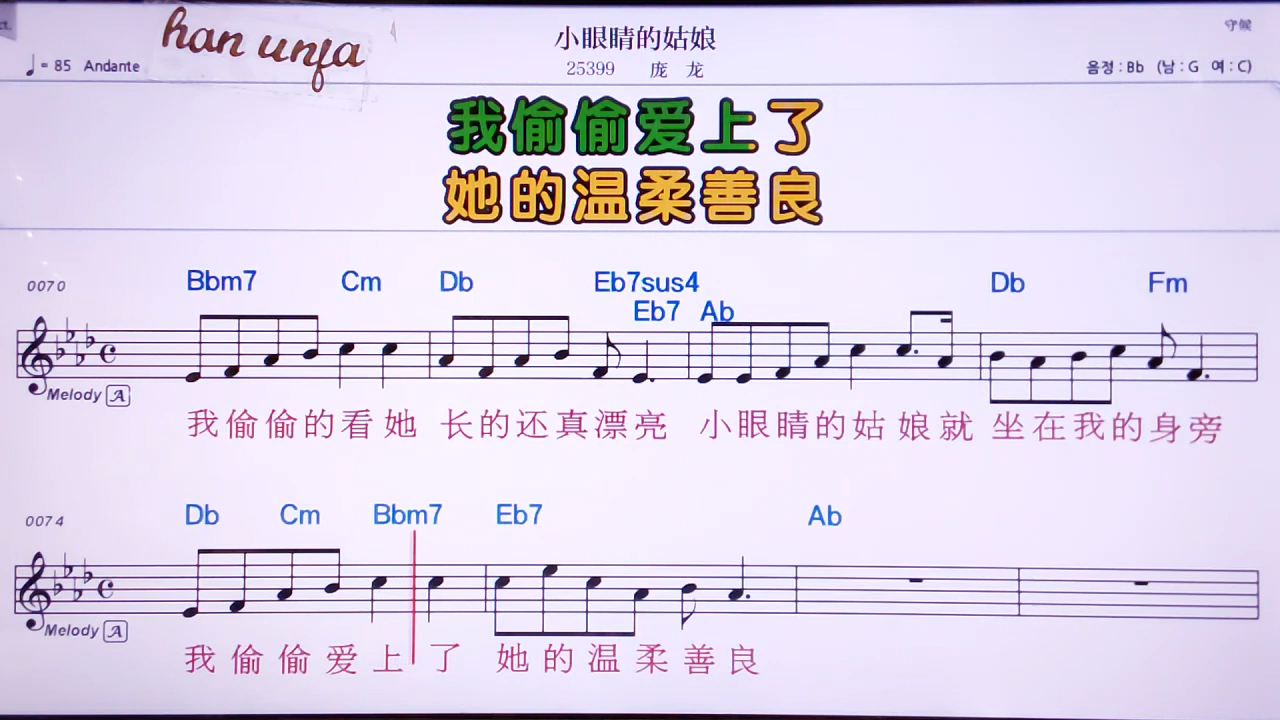 ct.
han unfa
小眼睛的姑娘
守候
♩= 85 Andante
25399 庞 龙
음정 : Bb (남 : G 여 : C)
我偷偷爱上了
她的温柔善良
0070
Bbm7 Cm Db Eb7sus4 Db Fm
Eb7 Ab
Melody A
我偷偷的看她 长的还真漂亮 小眼睛的姑娘就 坐在我的身旁
0074
Db Cm Bbm7 Eb7 Ab
Melody A
我偷偷爱上了 她的温柔善良